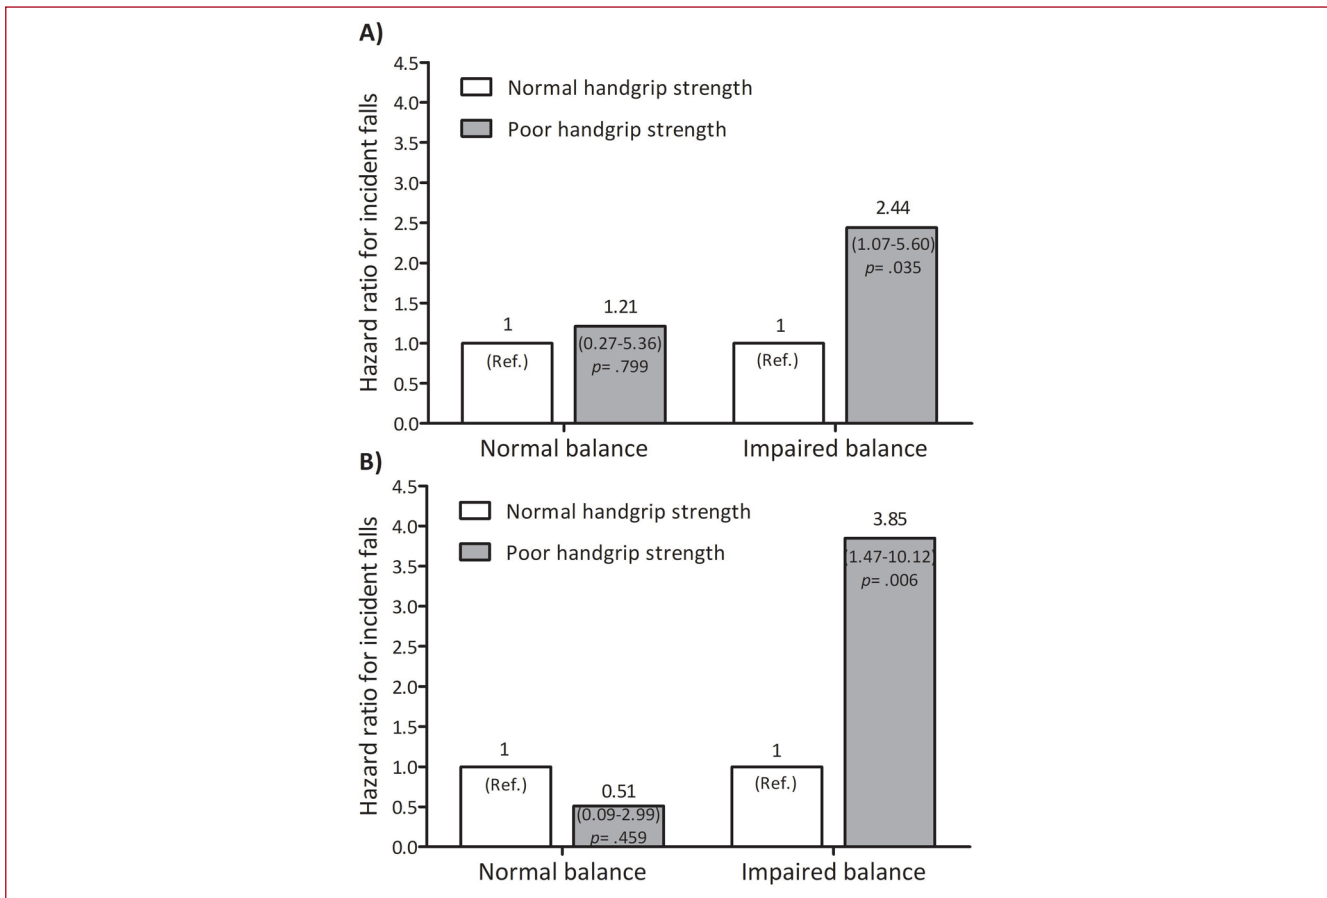 A)
Hazard ratio for incident falls
4.5
4.0
3.5
3.0
2.5
2.0
1.5
1.0
0.5
0.0
Normal handgrip strength
Poor handgrip strength
1
(Ref.)
1.21
(0.27-5.36)
p= .799
1
(Ref.)
2.44
(1.07-5.60)
p= .035
Normal balance
Impaired balance
B)
Hazard ratio for incident falls
4.5
4.0
3.5
3.0
2.5
2.0
1.5
1.0
0.5
0.0
Normal handgrip strength
Poor handgrip strength
1
(Ref.)
0.51
(0.09-2.99)
p= .459
1
(Ref.)
3.85
(1.47-10.12)
p= .006
Normal balance
Impaired balance